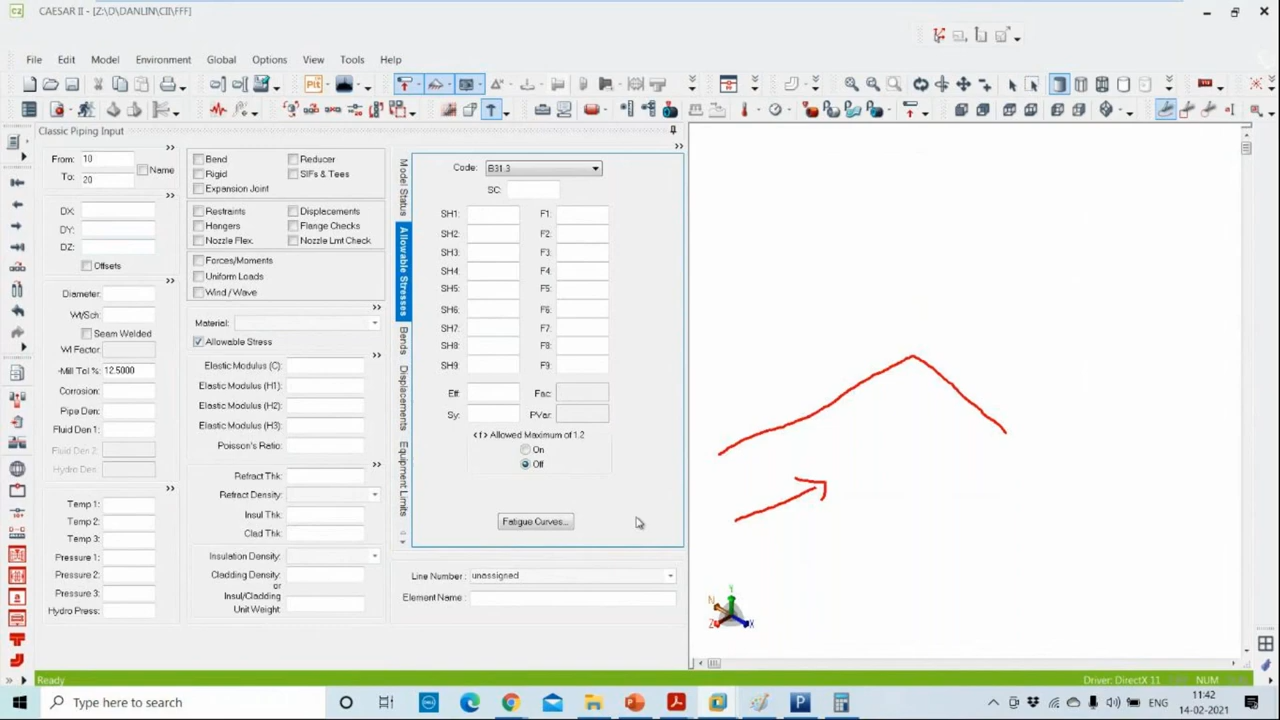 C2 CAESAR II - [Z:\D\DANLIN\CII\FFF]
File Edit Model Environment Global Options View Tools Help
Classic Piping Input
From: 10
To: 20
Name
DX:
DY:
DZ:
Offsets
Diameter:
Wt/Sch:
Seam Welded
WI Factor:
-Mill Tol %: 12.5000
Corrosion:
Pipe Den:
Fluid Den 1:
Fluid Den 2:
Hydro Den:
Temp 1:
Temp 2:
Temp 3:
Pressure 1:
Pressure 2:
Pressure 3:
Hydro Press:
Bend Reducer
Rigid SIFs & Tees
Expansion Joint
Restraints Displacements
Hangers Flange Checks
Nozzle Flex. Nozzle Lmt Check
Forces/Moments
Uniform Loads
Wind / Wave
Material:
Allowable Stress
Elastic Modulus (C):
Elastic Modulus (H1):
Elastic Modulus (H2):
Elastic Modulus (H3):
Poisson's Ratio:
Refract Thk:
Refract Density:
Insul Thk:
Clad Thk:
Insulation Density:
Cladding Density:
or
Insul/Cladding
Unit Weight:
Model Status
Allowable Stresses
Bends
Displacements
Equipment Limits
Code: B31.3
SC:
SH1: F1:
SH2: F2:
SH3: F3:
SH4: F4:
SH5: F5:
SH6: F6:
SH7: F7:
SH8: F8:
SH9: F9:
Eff: Fac:
Sy: PVar:
<f> Allowed Maximum of 1.2
On
Off
Fatigue Curves...
Line Number: unassigned
Element Name:
Y
N
Z X
Ready Driver: DirectX 11 NUM
Type here to search
ENG
11:42
14-02-2021